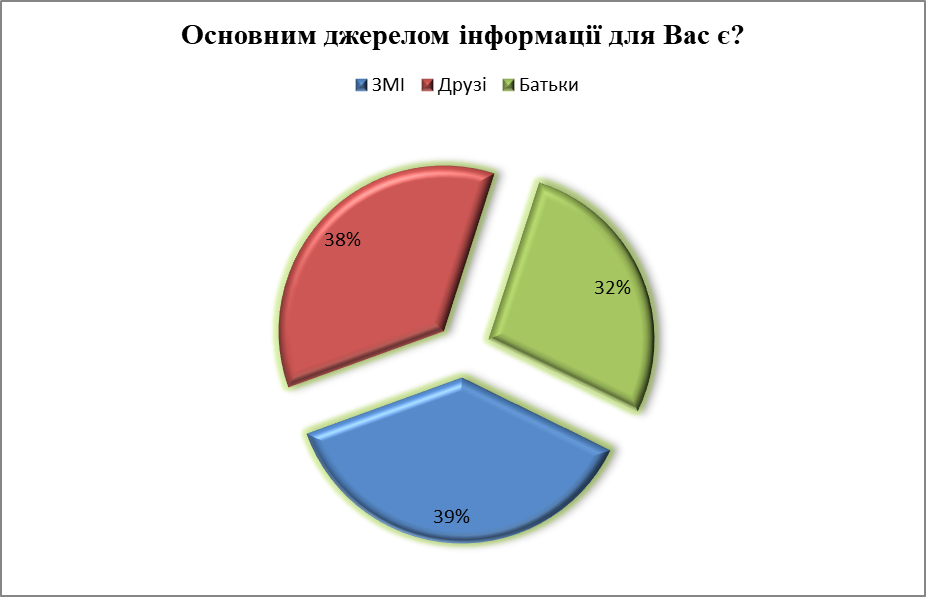 Основним джерелом інформації для Вас є?
ЗМІ Друзі Батьки
38%
32%
39%